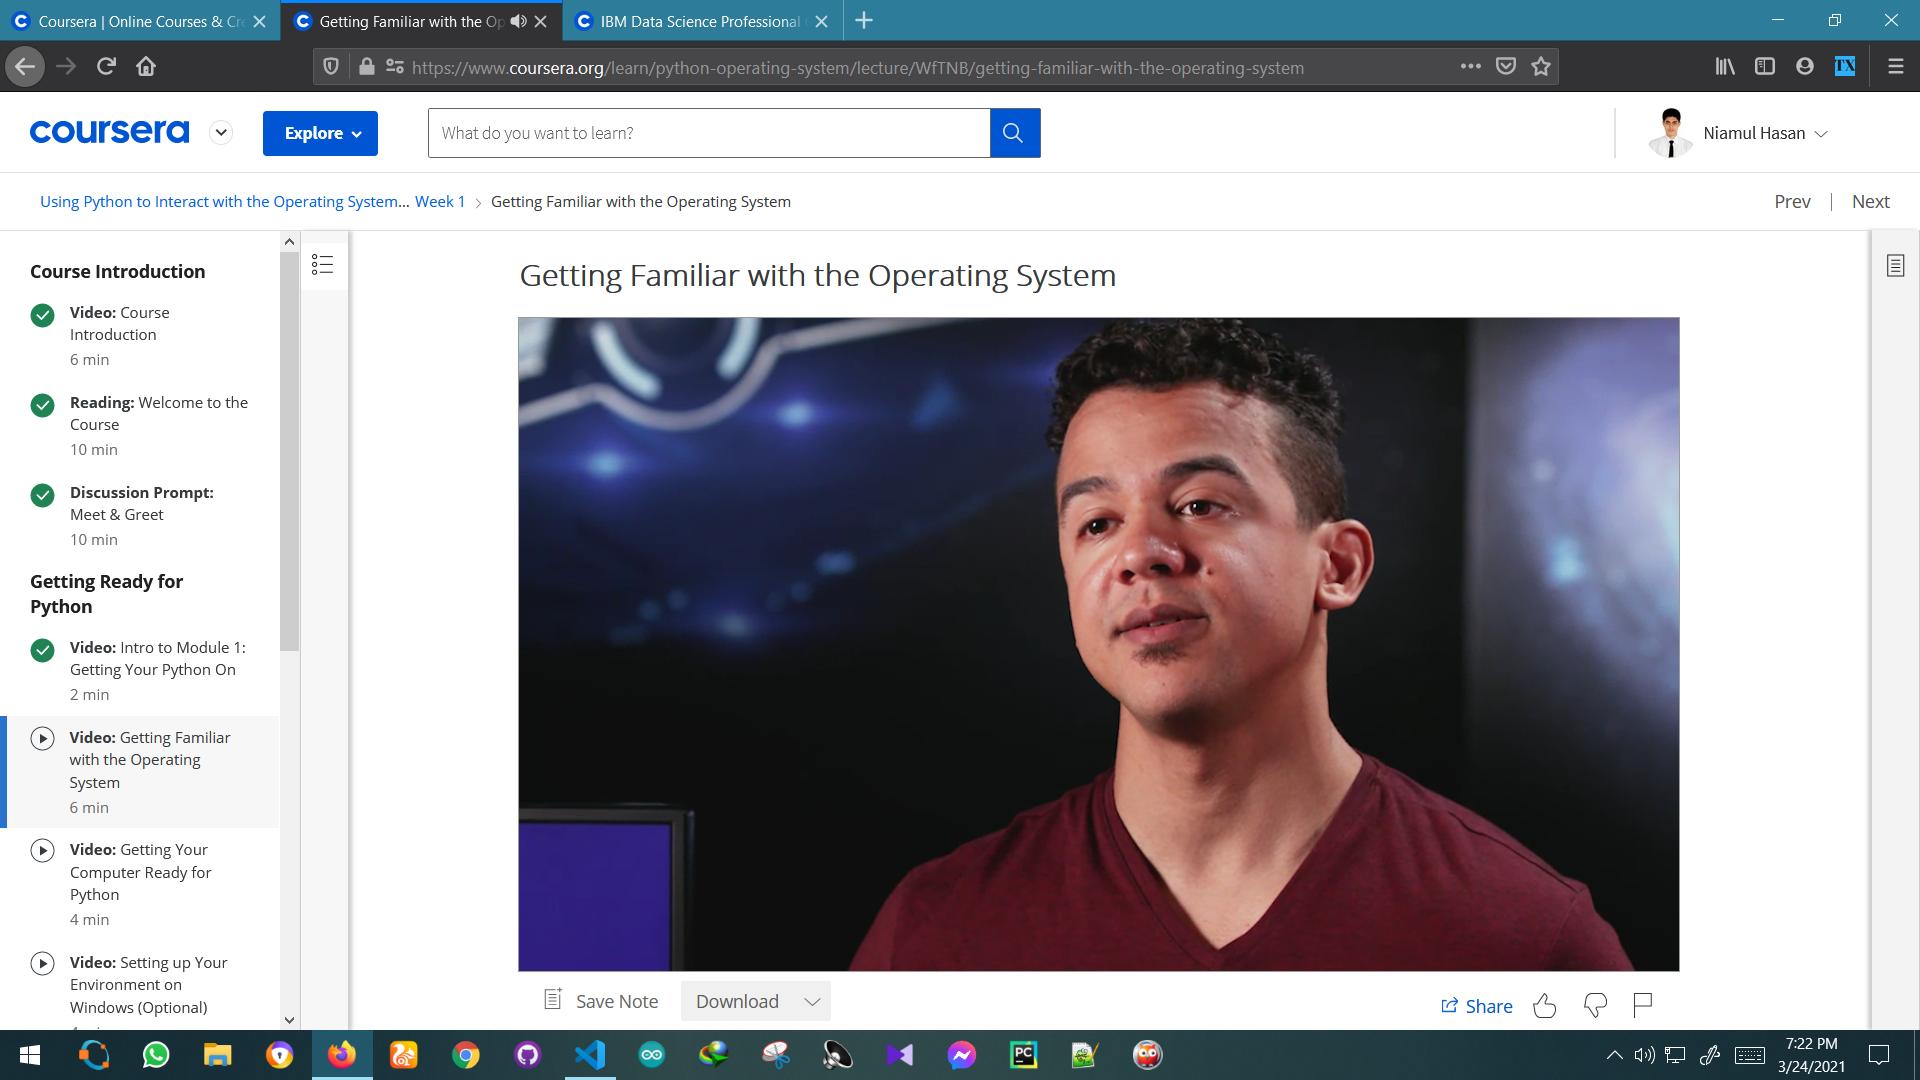 Coursera | Online Courses & Cre
Getting Familiar with the Op
IBM Data Science Professional
https://www.coursera.org/learn/python-operating-system/lecture/WfTNB/getting-familiar-with-the-operating-system
TX
coursera
Explore
What do you want to learn?
Niamul Hasan
Using Python to Interact with the Operating System... Week 1 > Getting Familiar with the Operating System
Prev | Next
Course Introduction
Video: Course
Introduction
6 min
Reading: Welcome to the
Course
10 min
Discussion Prompt:
Meet & Greet
10 min
Getting Ready for
Python
Video: Intro to Module 1:
Getting Your Python On
2 min
Video: Getting Familiar
with the Operating
System
6 min
Video: Getting Your
Computer Ready for
Python
4 min
Video: Setting up Your
Environment on
Windows (Optional)
Getting Familiar with the Operating System
Save Note
Download
Share
PC
7:22 PM
3/24/2021